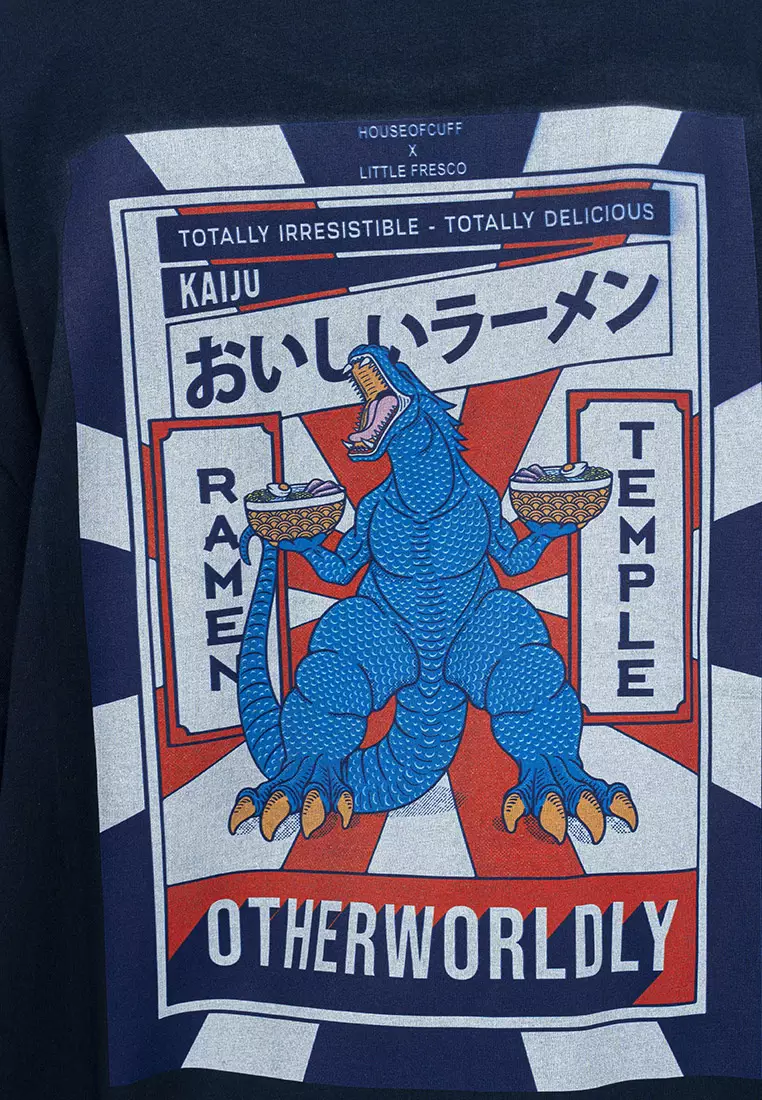 HOUSEOFCUFF
X
LITTLE FRESCO
TOTALLY IRRESISTIBLE - TOTALLY DELICIOUS
KAIJU
おいしいラーメン
RAMEN
TEMPLE
OTHERWORLDLY